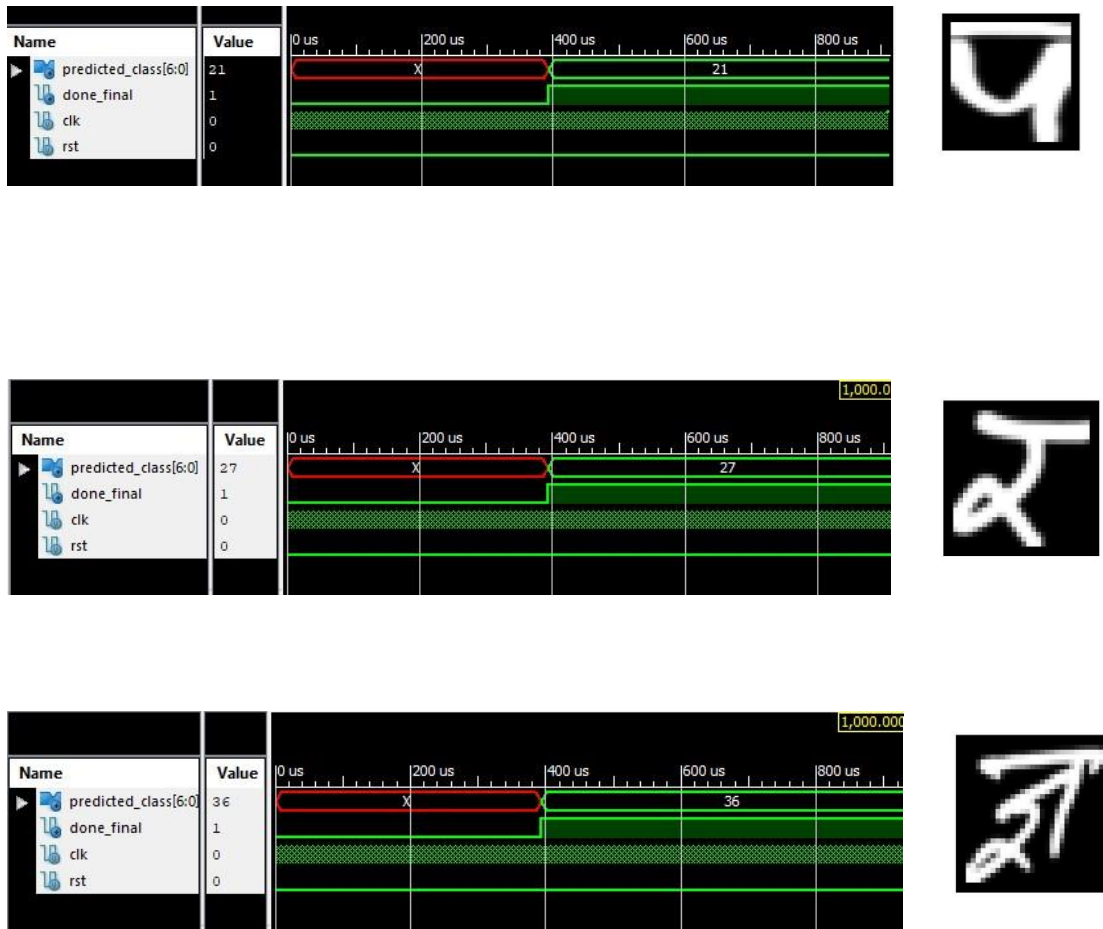 Name Value 0 us 200 us 400 us 600 us 800 us
predicted_class[6:0] 21 X 21
done_final 1
clk 0
rst 0
प
1,000.0
Name Value 0 us 200 us 400 us 600 us 800 us
predicted_class[6:0] 27 X 27
done_final 1
clk 0
rst 0
र
1,000.000
Name Value 0 us 200 us 400 us 600 us 800 us
predicted_class[6:0] 36 X 36
done_final 1
clk 0
rst 0
ज्ञ